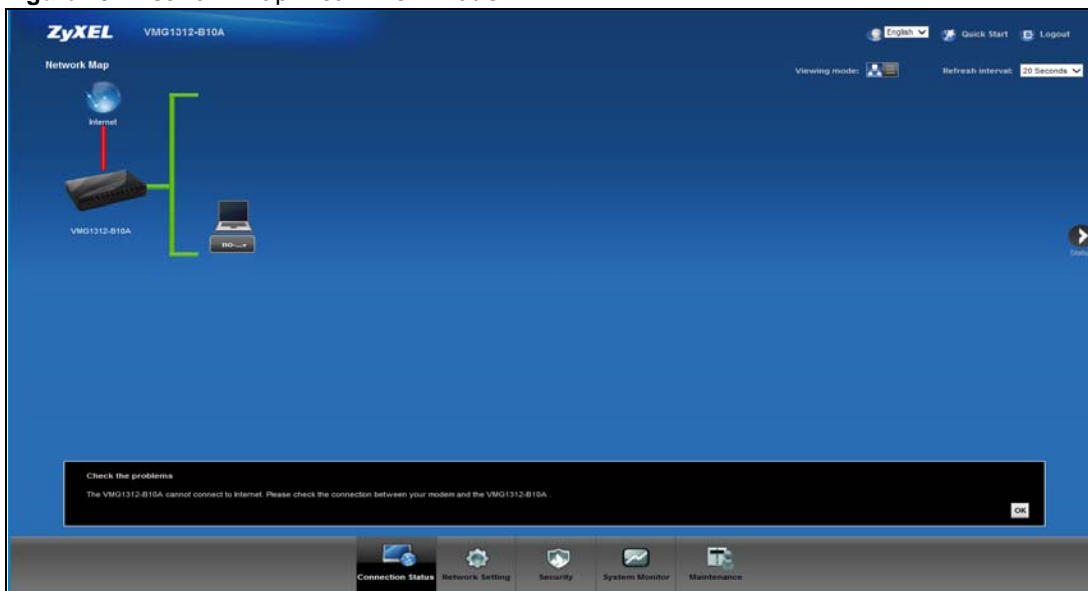 ZyXEL VMG1312-B10A
English Quick Start Logout
Network Map
Viewing mode: Refresh interval: 20 Seconds
Internet
VMG1312-B10A
no-...
Status
Check the problems
The VMG1312-B10A cannot connect to Internet. Please check the connection between your modem and the VMG1312-B10A .
OK
Connection Status Network Setting Security System Monitor Maintenance